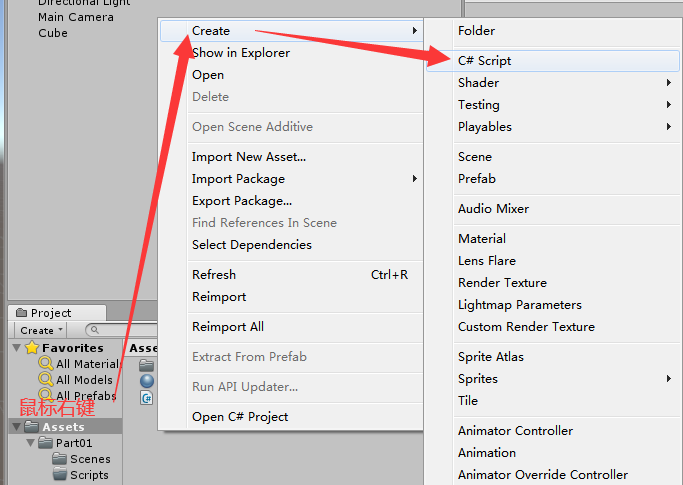 Directional Light
Main Camera
Cube
Create
Show in Explorer
Open
Delete
Open Scene Additive
Import New Asset...
Import Package
Export Package...
Find References In Scene
Select Dependencies
Refresh Ctrl+R
Reimport
Reimport All
Extract From Prefab
Run API Updater...
Open C# Project
Folder
C# Script
Shader
Testing
Playables
Scene
Prefab
Audio Mixer
Material
Lens Flare
Render Texture
Lightmap Parameters
Custom Render Texture
Sprite Atlas
Sprites
Tile
Animator Controller
Animation
Animator Override Controller
Project
Create
Favorites
All Material
All Models
All Prefabs
鼠标右键
Assets
Part01
Scenes
Scripts
Asse
C#